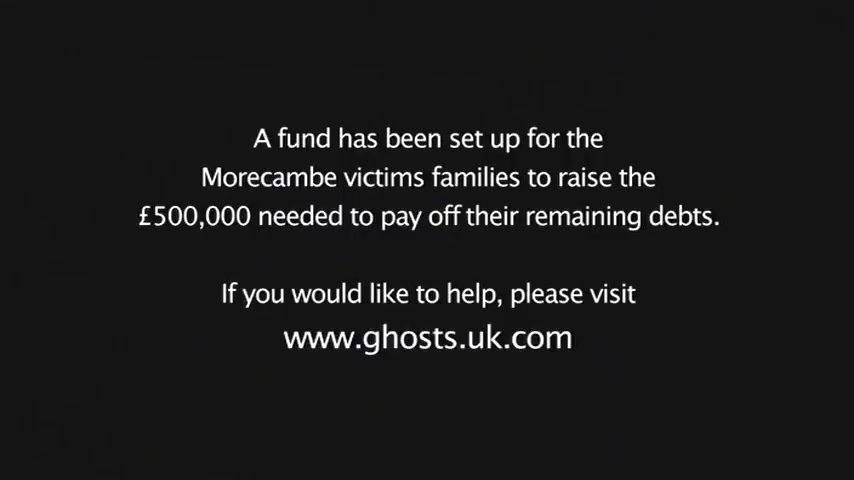 A fund has been set up for the
Morecambe victims families to raise the
£500,000 needed to pay off their remaining debts.
If you would like to help, please visit
www.ghosts.uk.com